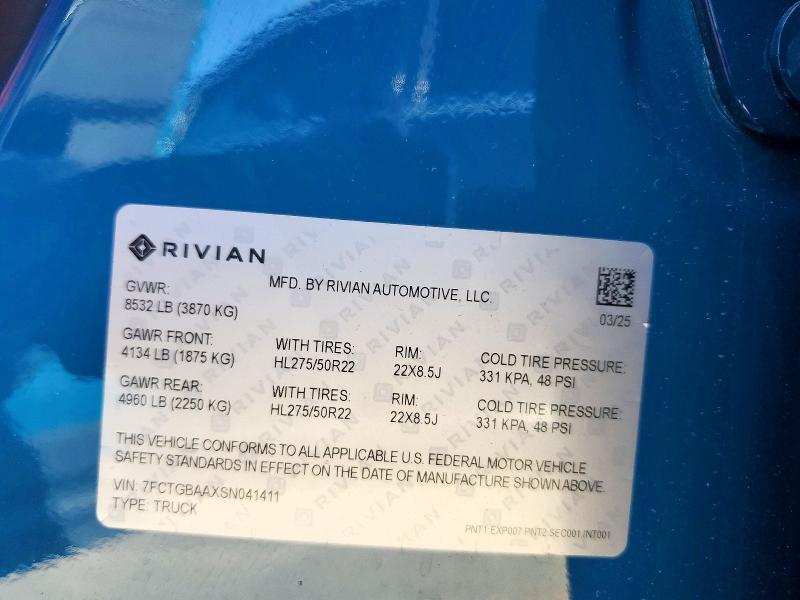 RIVIAN
MFD. BY RIVIAN AUTOMOTIVE, LLC.
03/25
GVWR:
8532 LB (3870 KG)
GAWR FRONT: WITH TIRES: RIM: COLD TIRE PRESSURE:
4134 LB (1875 KG) HL275/50R22 22X8.5J 331 KPA, 48 PSI
GAWR REAR: WITH TIRES: RIM: COLD TIRE PRESSURE:
4960 LB (2250 KG) HL275/50R22 22X8.5J 331 KPA, 48 PSI
THIS VEHICLE CONFORMS TO ALL APPLICABLE U.S. FEDERAL MOTOR VEHICLE
SAFETY STANDARDS IN EFFECT ON THE DATE OF MANUFACTURE SHOWN ABOVE.
VIN: 7FCTGBAAXSN041411
TYPE: TRUCK
PNT1.EXP007 PNT2.SEC001.INT001